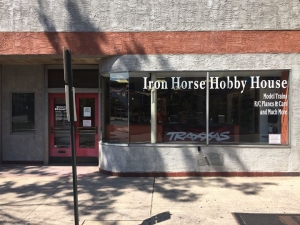 Iron Horse Hobby House
Model Trains
R/C Planes & Cars
and Much More
TRAXXAS